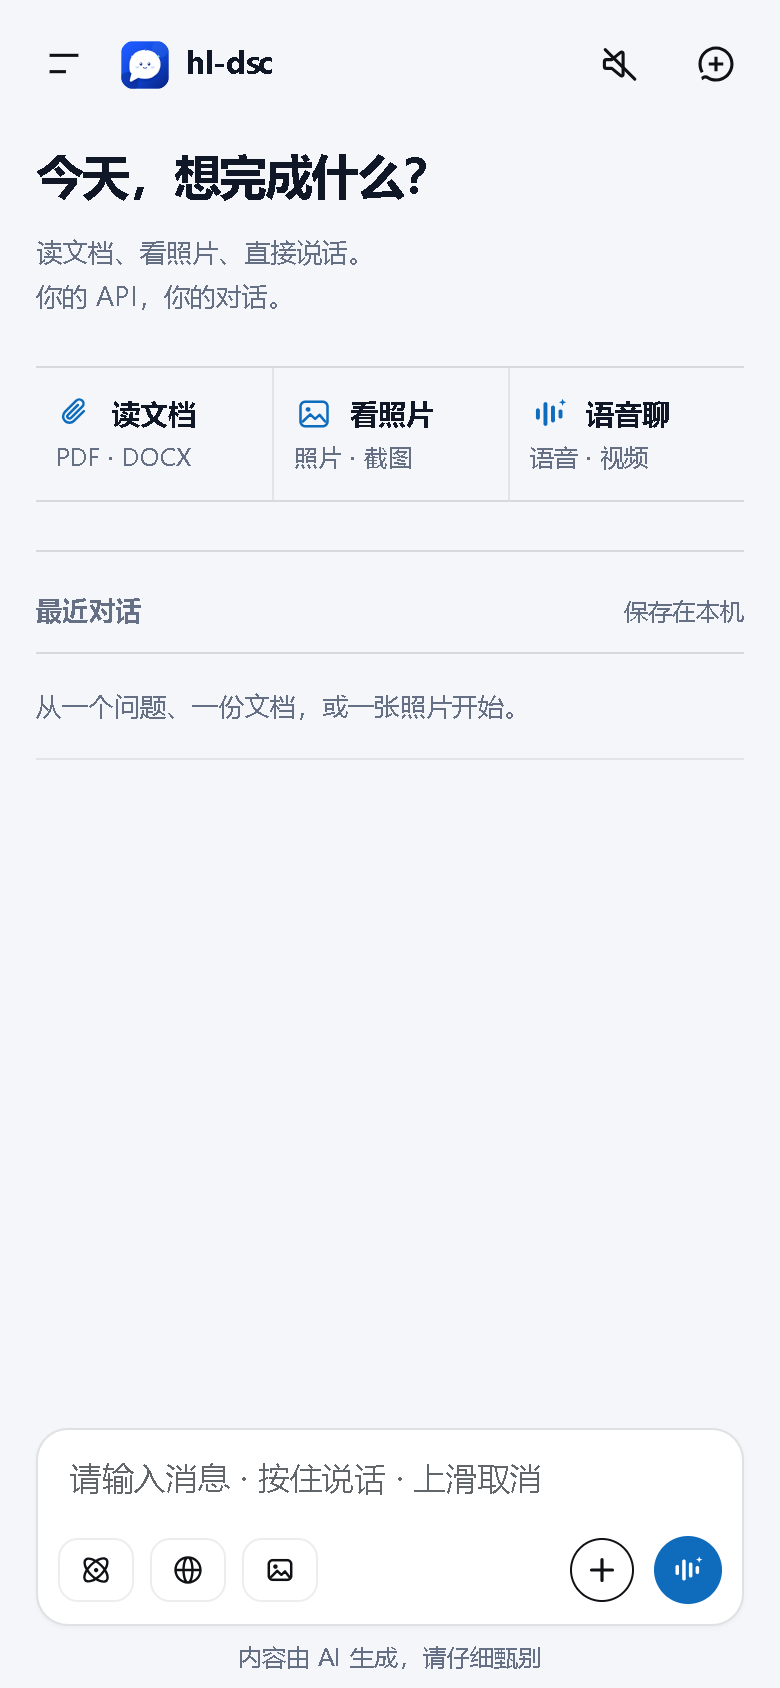 hl-dsc
今天，想完成什么？
读文档、看照片、直接说话。
你的 API，你的对话。
读文档
PDF · DOCX
看照片
照片 · 截图
语音聊
语音 · 视频
最近对话
保存在本机
从一个问题、一份文档，或一张照片开始。
请输入消息 · 按住说话 · 上滑取消
内容由 AI 生成，请仔细甄别